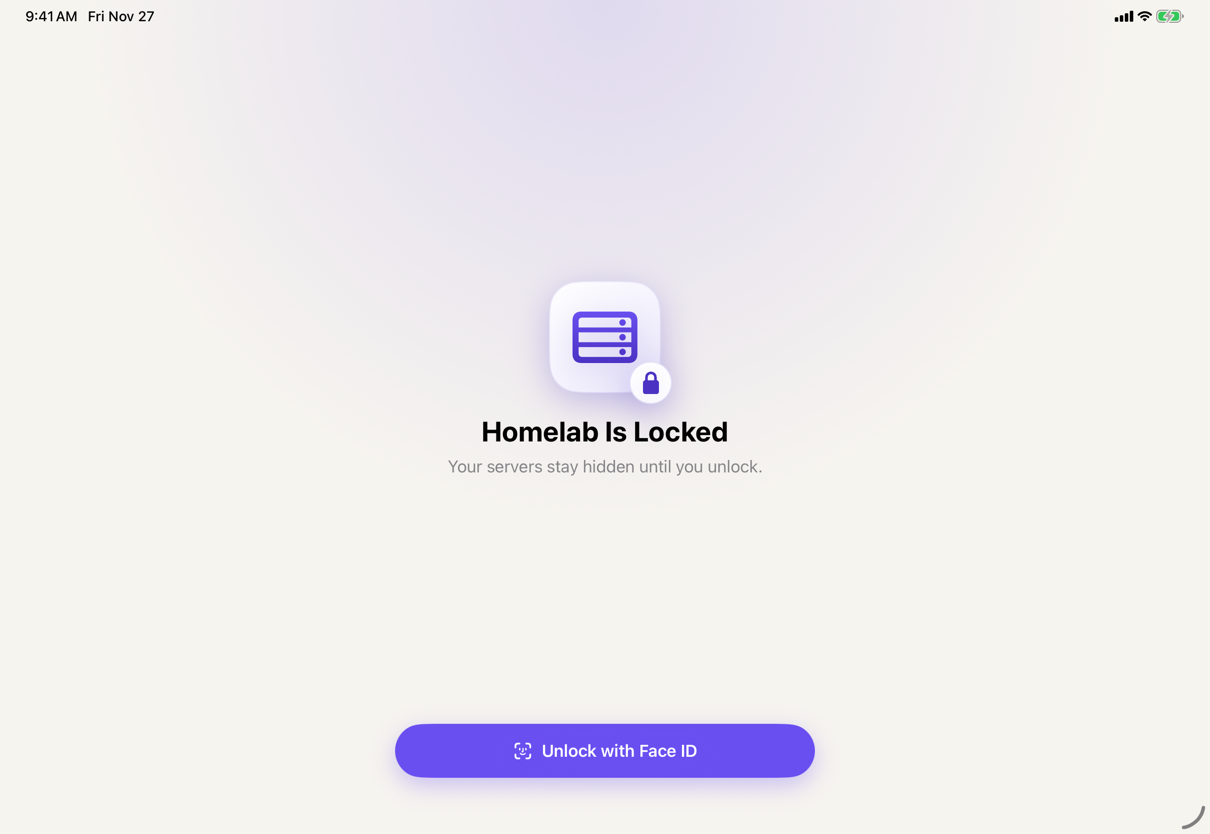 9:41 AM Fri Nov 27
Homelab Is Locked
Your servers stay hidden until you unlock.
Unlock with Face ID